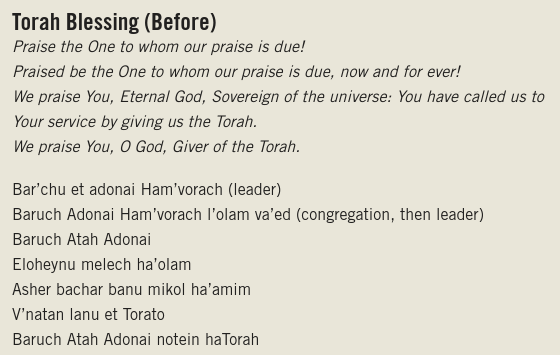 Torah Blessing (Before)
Praise the One to whom our praise is due!
Praised be the One to whom our praise is due, now and for ever!
We praise You, Eternal God, Sovereign of the universe: You have called us to
Your service by giving us the Torah.
We praise You, O God, Giver of the Torah.
Bar’chu et adonai Ham’vorach (leader)
Baruch Adonai Ham’vorach l’olam va’ed (congregation, then leader)
Baruch Atah Adonai
Eloheynu melech ha’olam
Asher bachar banu mikol ha’amim
V’natan lanu et Torato
Baruch Atah Adonai notein haTorah